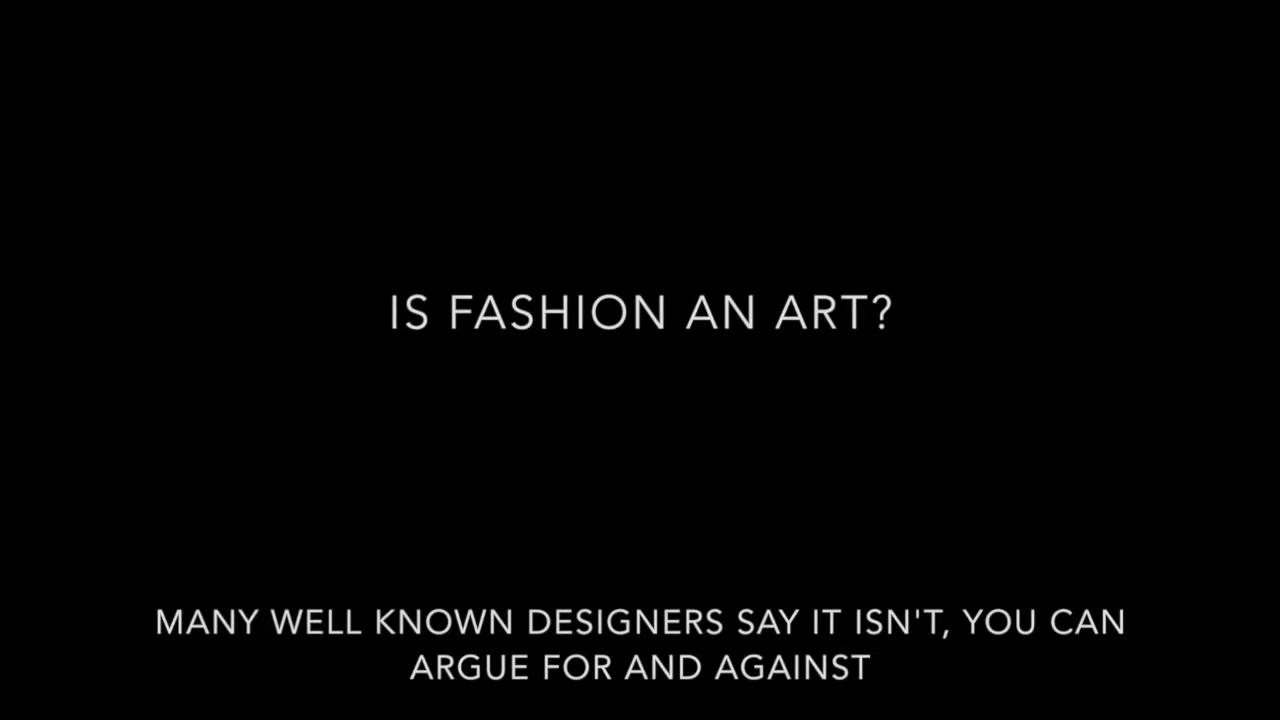 IS FASHION AN ART?
MANY WELL KNOWN DESIGNERS SAY IT ISN'T, YOU CAN
ARGUE FOR AND AGAINST